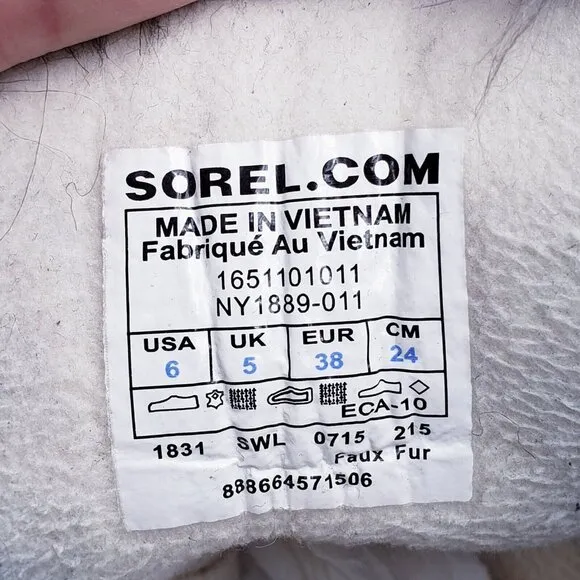 SOREL.COM
MADE IN VIETNAM
Fabriqué Au Vietnam
1651101011
NY1889-011
USA UK EUR CM
6 5 38 24
ECA-10
1831 SWL 0715 215
Faux Fur
888664571506